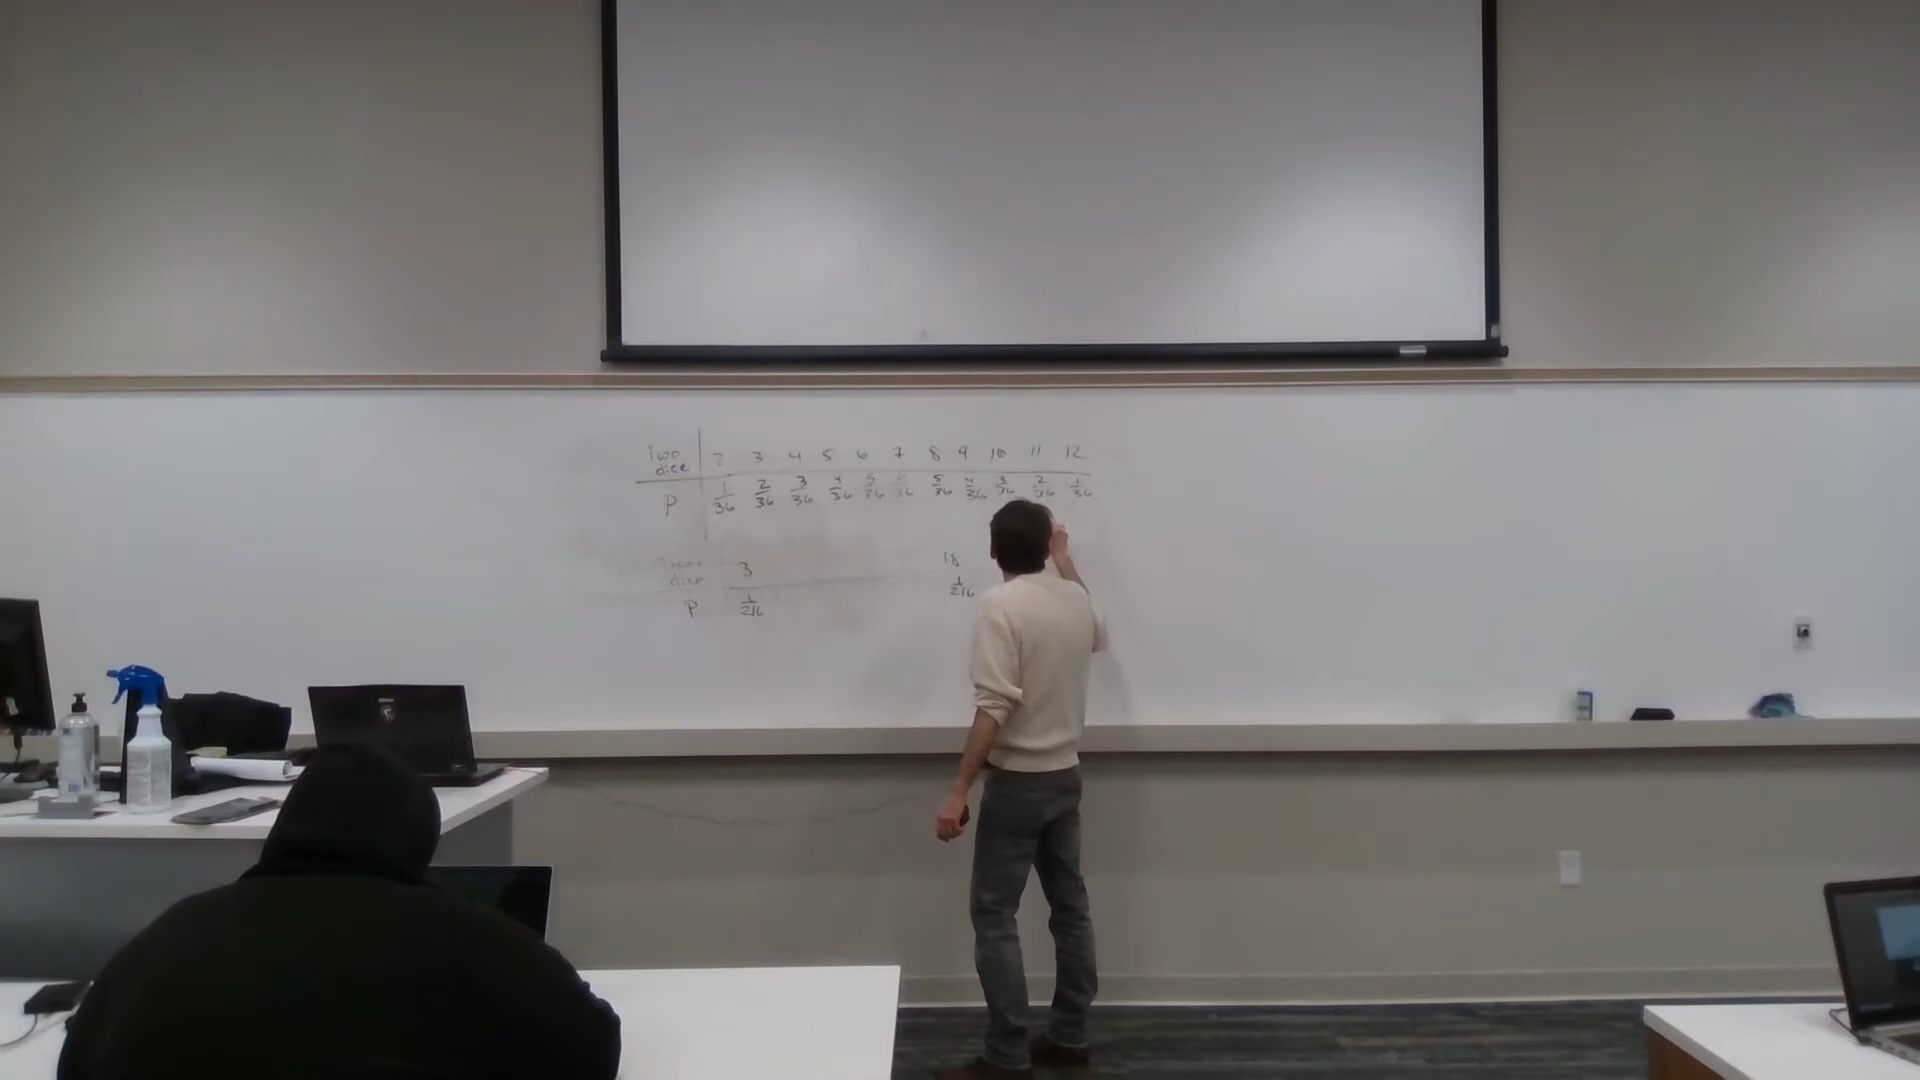 Two 2 3 4 5 6 7 8 9 10 11 12
dice
P 1/36 2/36 3/36 4/36 5/36 6/36 5/36 4/36 3/36 2/36 1/36
3 18
dice
P 1/216 1/216